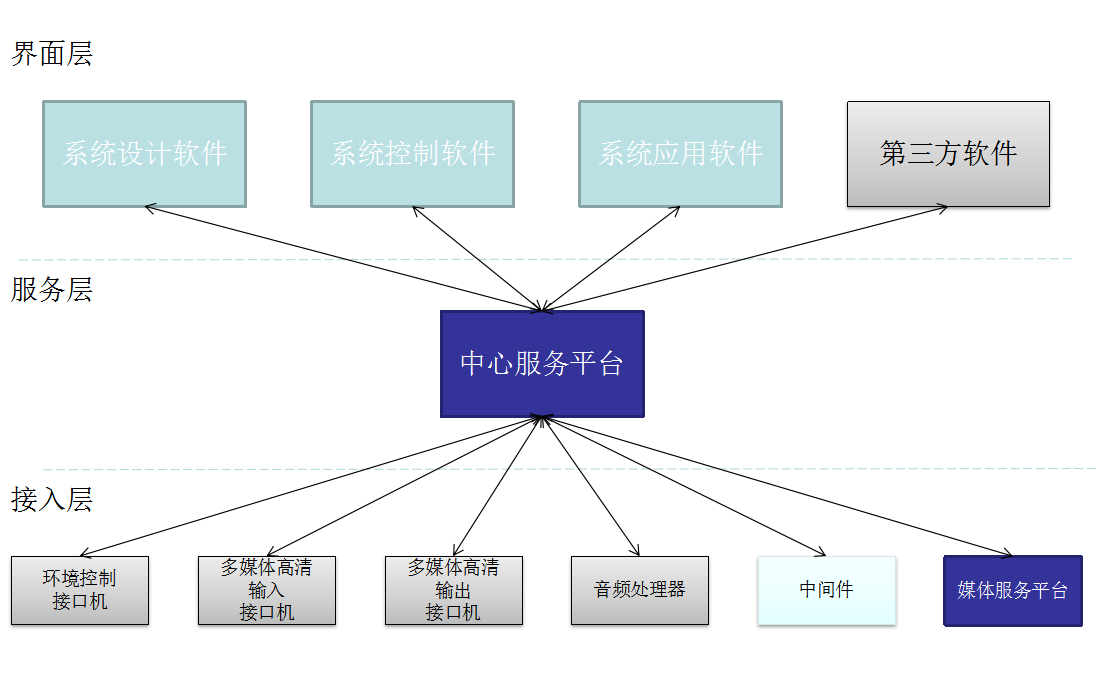 界面层
系统设计软件
系统控制软件
系统应用软件
第三方软件
服务层
中心服务平台
接入层
环境控制
接口机
多媒体高清
输入
接口机
多媒体高清
输出
接口机
音频处理器
中间件
媒体服务平台